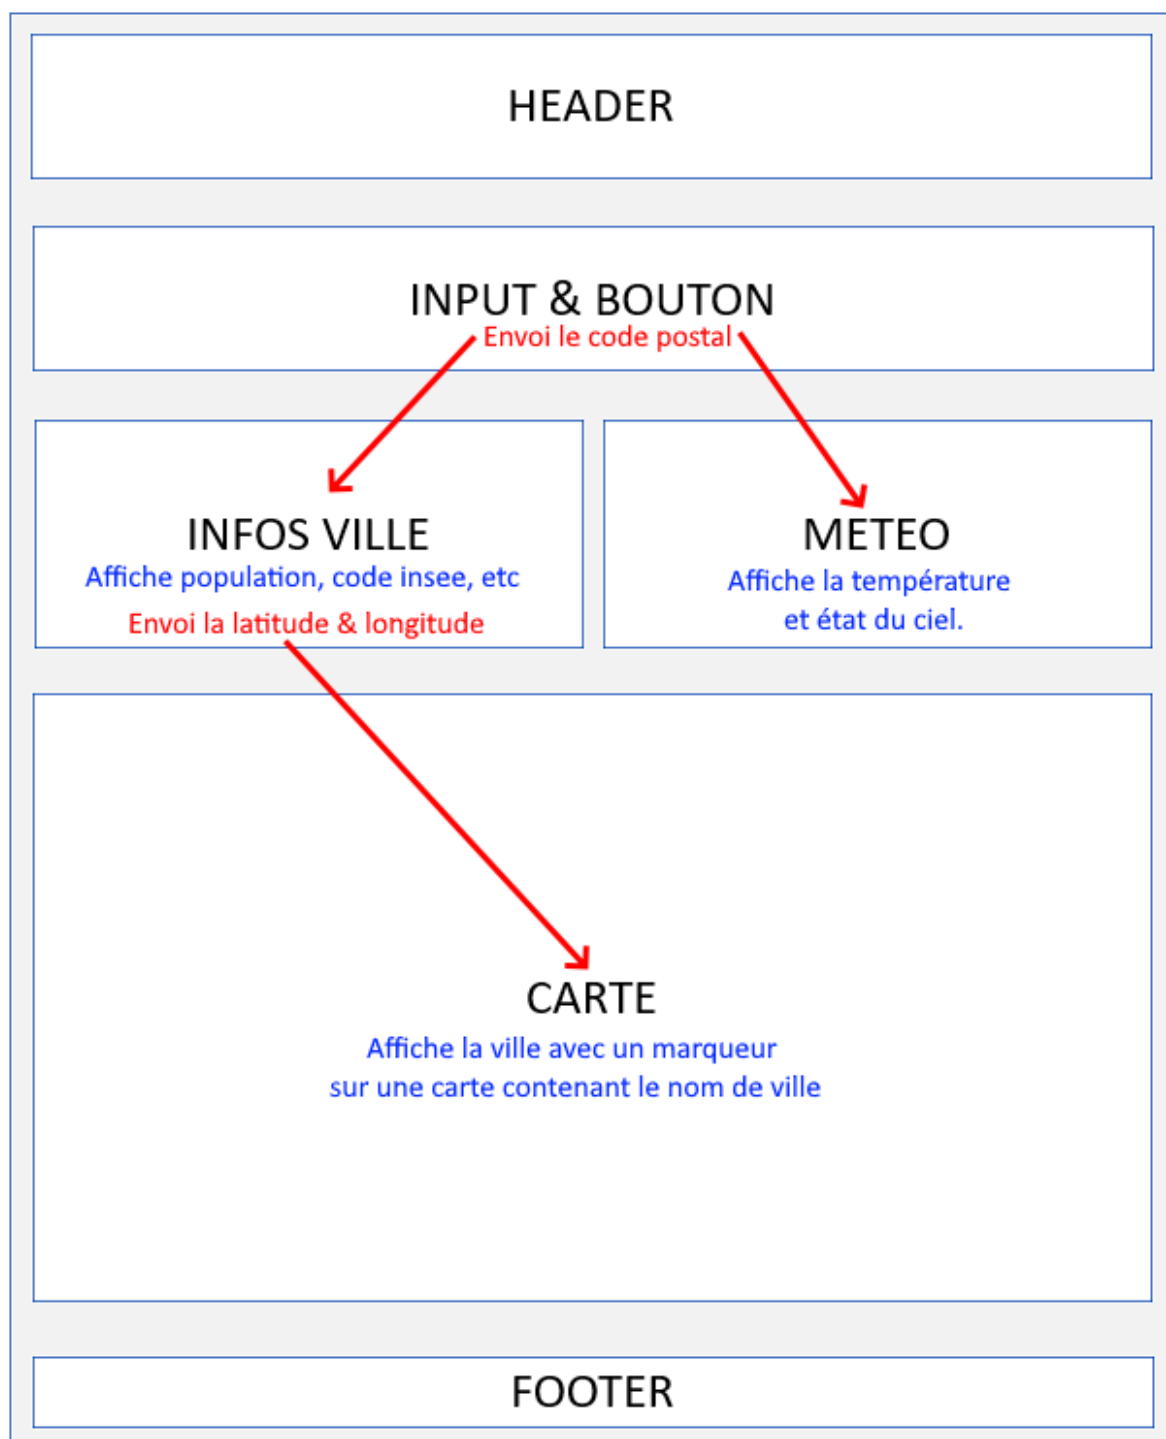 HEADER
INPUT & BOUTON
Envoi le code postal
INFOS VILLE
Affiche population, code insee, etc
Envoi la latitude & longitude
METEO
Affiche la température
et état du ciel.
CARTE
Affiche la ville avec un marqueur
sur une carte contenant le nom de ville
FOOTER